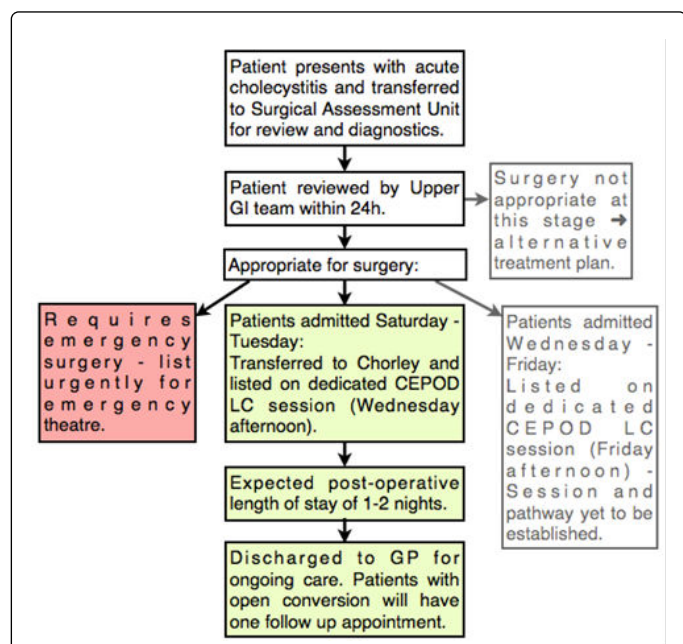 Patient presents with acute
cholecystitis and transferred
to Surgical Assessment Unit
for review and diagnostics.
Patient reviewed by Upper
GI team within 24h.
Surgery not
appropriate at
this stage ➔
alternative
treatment plan.
Appropriate for surgery:
Requires
emergency
surgery - list
urgently for
emergency
theatre.
Patients admitted Saturday -
Tuesday:
Transferred to Chorley and
listed on dedicated CEPOD
LC session (Wednesday
afternoon).
Patients admitted
Wednesday -
Friday:
Listed on
dedicated
CEPOD LC
session (Friday
afternoon) -
Session and
pathway yet to be
established.
Expected post-operative
length of stay of 1-2 nights.
Discharged to GP for
ongoing care. Patients with
open conversion will have
one follow up appointment.